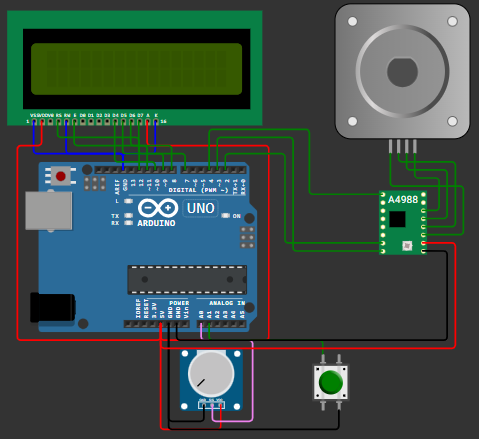 1 VSS VDD V0 RS RW E D0 D1 D2 D3 D4 D5 D6 D7 A K 16
A4988
AREF
GND
13
12
~11
~10
~9
8
7
~6
~5
4
~3
2
TX→1
RX←0
DIGITAL (PWM ~)
L
TX
RX
UNO
ON
ARDUINO
IOREF
RESET
3.3V
5V
GND
GND
Vin
POWER
ANALOG IN
A0
A1
A2
A3
A4
A5
GND SIG VCC